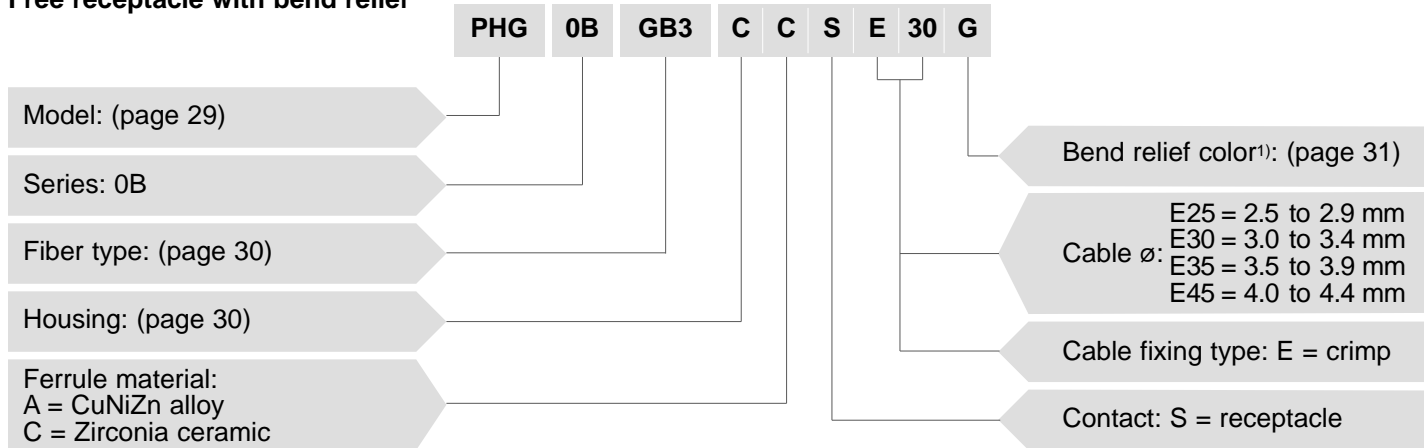 Free receptacle with bend relief
PHG 0B GB3 C C S E 30 G
Model: (page 29)
Series: 0B
Fiber type: (page 30)
Housing: (page 30)
Ferrule material:
A = CuNiZn alloy
C = Zirconia ceramic
Bend relief color1): (page 31)
Cable ø:
E25 = 2.5 to 2.9 mm
E30 = 3.0 to 3.4 mm
E35 = 3.5 to 3.9 mm
E45 = 4.0 to 4.4 mm
Cable fixing type: E = crimp
Contact: S = receptacle